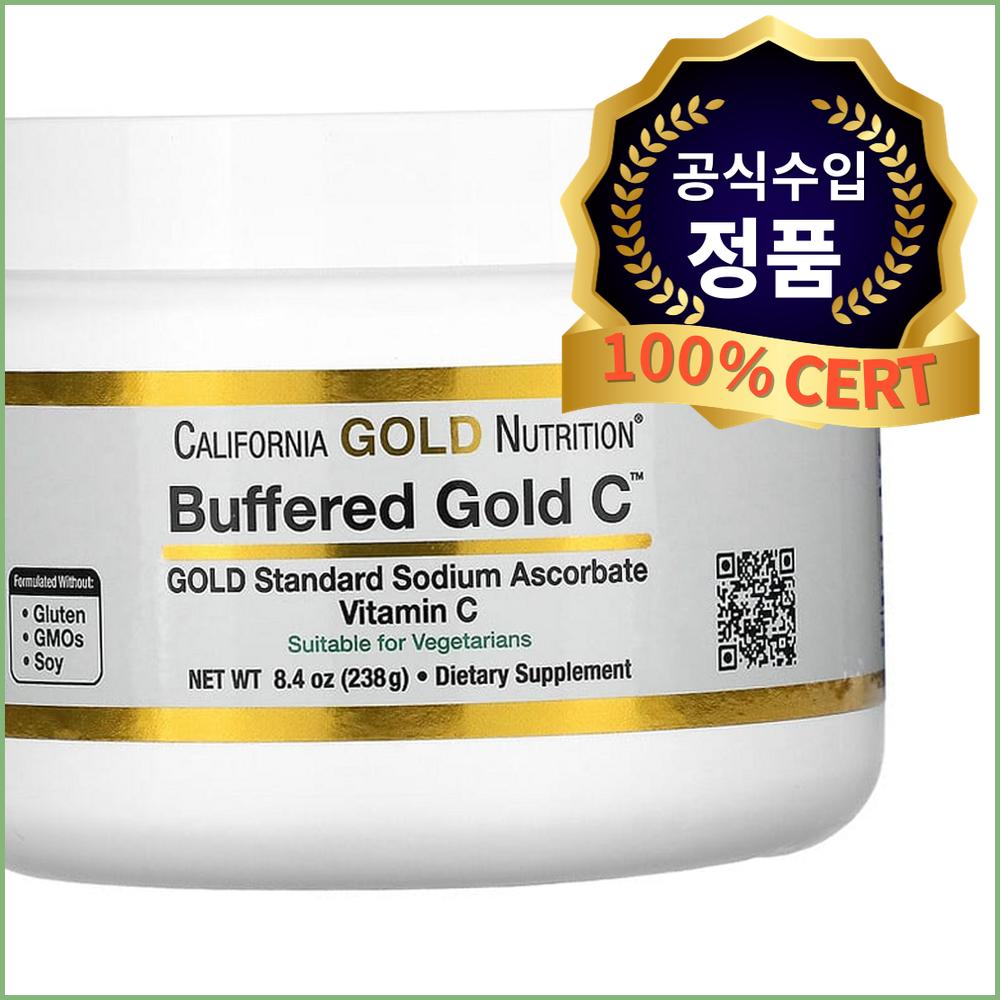 공식수입
정품
100% CERT
CALIFORNIA GOLD NUTRITION®
Buffered Gold C™
GOLD Standard Sodium Ascorbate
Vitamin C
Suitable for Vegetarians
NET WT 8.4 oz (238g) • Dietary Supplement
Formulated Without:
• Gluten
• GMOs
• Soy